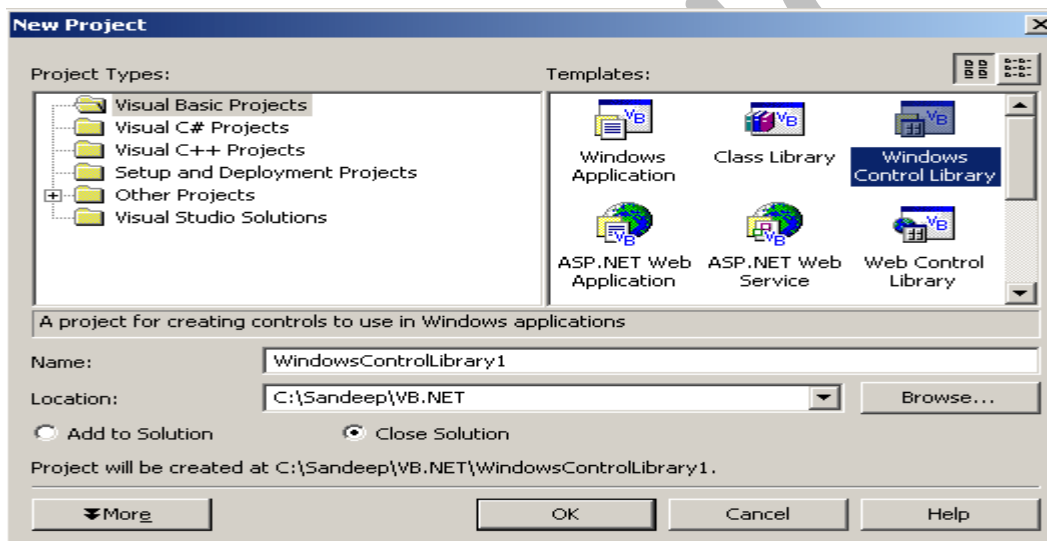 New Project
Project Types:
Visual Basic Projects
Visual C# Projects
Visual C++ Projects
Setup and Deployment Projects
Other Projects
Visual Studio Solutions
Templates:
Windows
Application
Class Library
Windows
Control Library
ASP.NET Web
Application
ASP.NET Web
Service
Web Control
Library
A project for creating controls to use in Windows applications
Name:
WindowsControlLibrary1
Location:
C:\Sandeep\VB.NET
Browse...
Add to Solution
Close Solution
Project will be created at C:\Sandeep\VB.NET\WindowsControlLibrary1.
More
OK
Cancel
Help